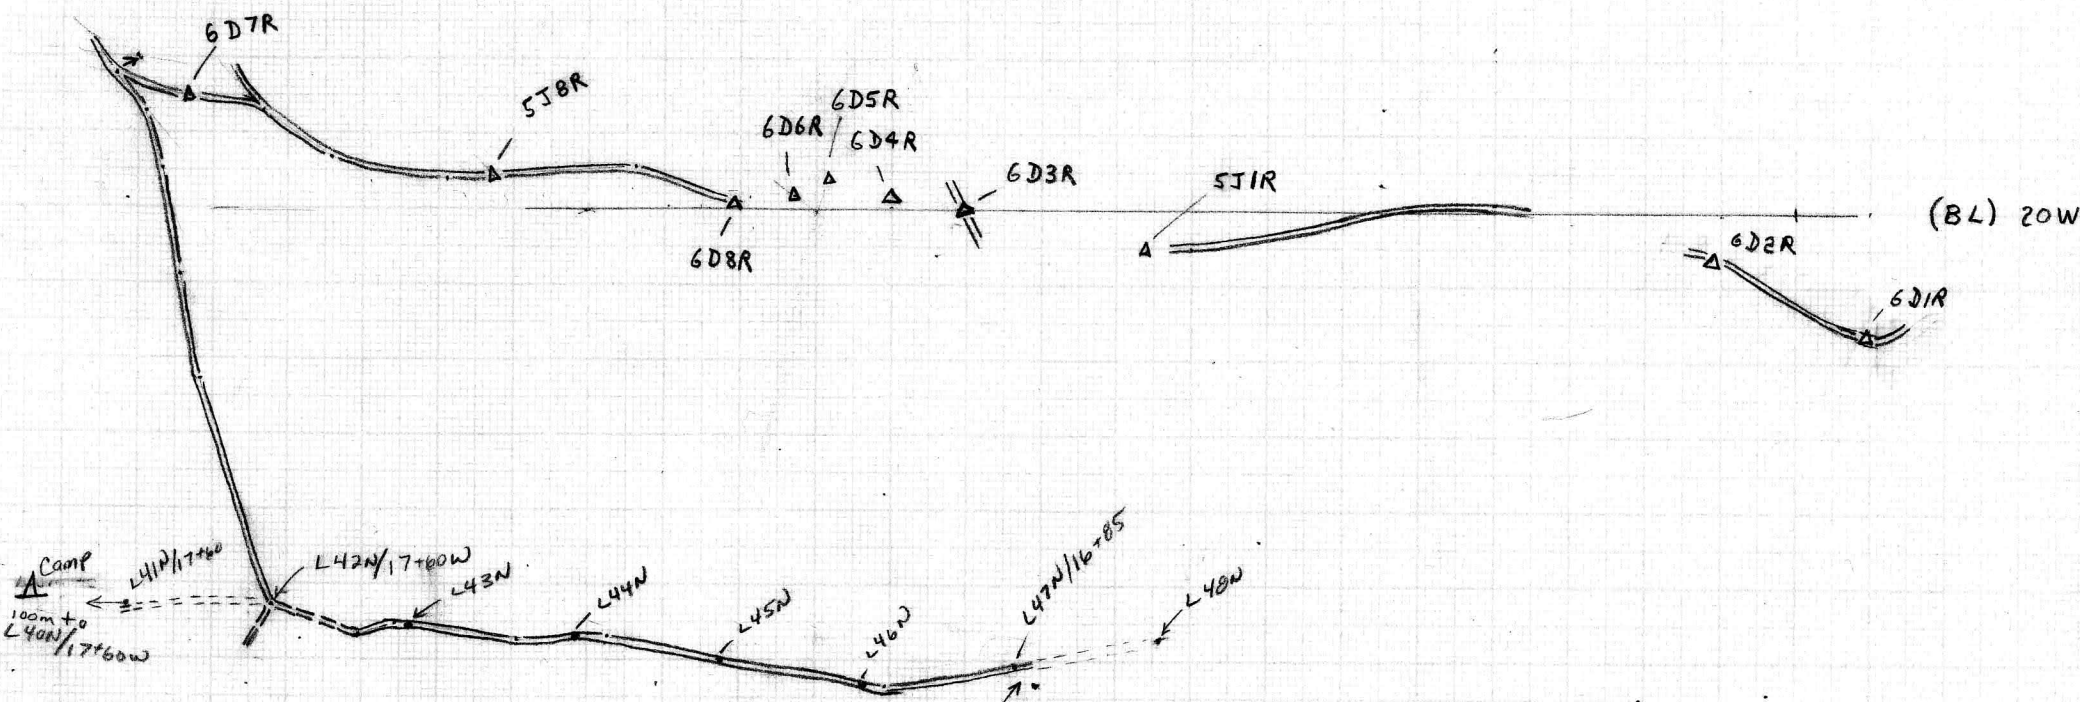 6D7R
5J8R
6D5R
6D6R
6D4R
6D3R
5J1R
(BL) 20W
6D8R
6D2R
6D1R
Camp
L41N/17+60
L42N/17+60W
L43N
L44N
L45N
L46N
L47N/16+85
L48N
100m to
L40N/17+60W